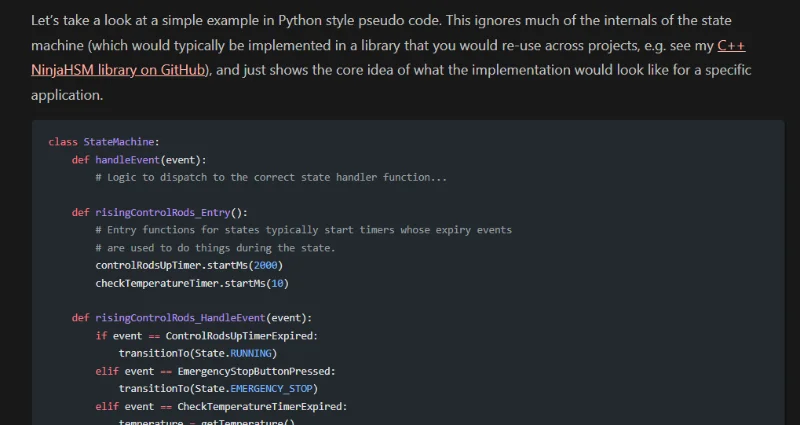 Let's take a look at a simple example in Python style pseudo code. This ignores much of the internals of the state
machine (which would typically be implemented in a library that you would re-use across projects, e.g. see my C++
NinjaHSM library on GitHub), and just shows the core idea of what the implementation would look like for a specific
application.
class StateMachine:
    def handleEvent(event):
        # Logic to dispatch to the correct state handler function...
    def risingControlRods_Entry():
        # Entry functions for states typically start timers whose expiry events
        # are used to do things during the state.
        controlRodsUpTimer.startMs(2000)
        checkTemperatureTimer.startMs(10)
    def risingControlRods_HandleEvent(event):
        if event == ControlRodsUpTimerExpired:
            transitionTo(State.RUNNING)
        elif event == EmergencyStopButtonPressed:
            transitionTo(State.EMERGENCY_STOP)
        elif event == CheckTemperatureTimerExpired:
            temperature = getTemperature()